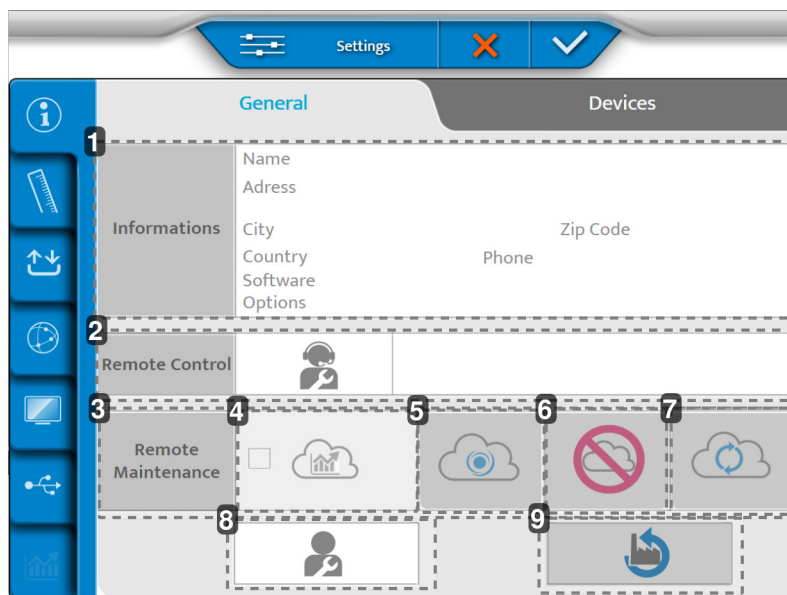 Settings
General
Devices
1
Informations
Name
Adress
City
Zip Code
Country
Phone
Software
Options
2
Remote Control
3
4
5
6
7
Remote
Maintenance
8
9